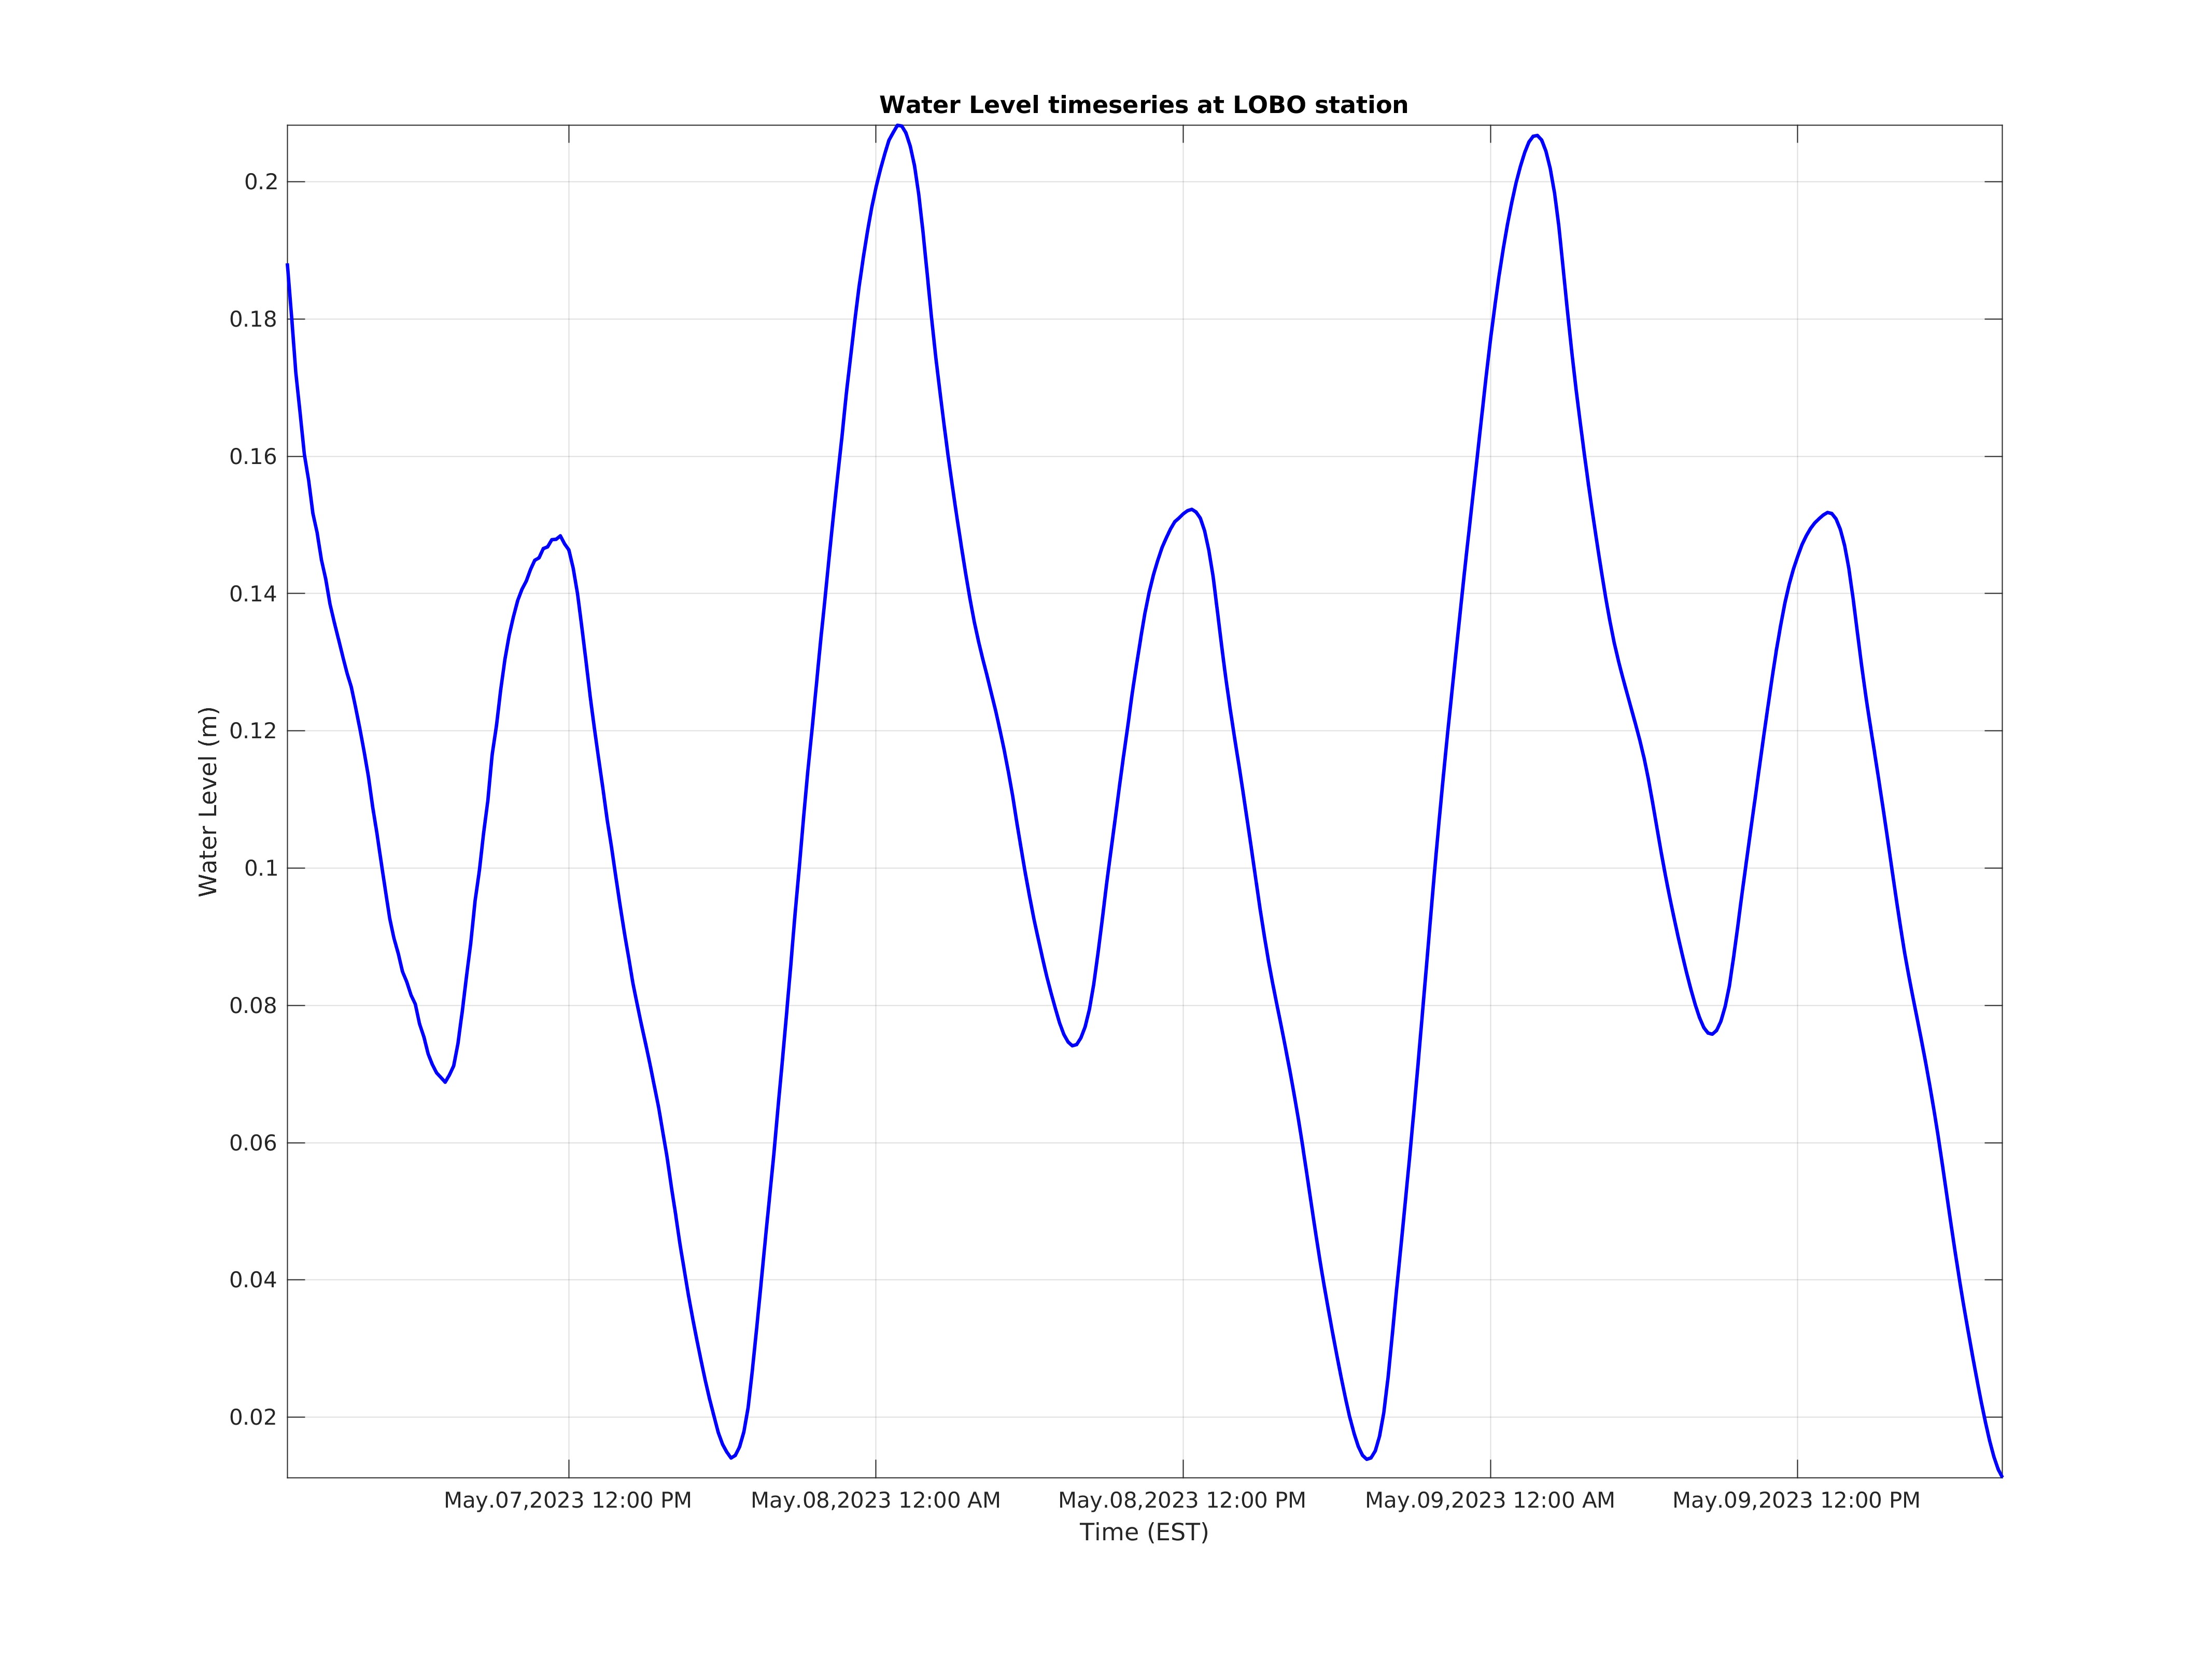 Water Level timeseries at LOBO station
0.2
0.18
0.16
0.14
0.12
0.1
0.08
0.06
0.04
0.02
Water Level (m)
May.07,2023 12:00 PM
May.08,2023 12:00 AM
May.08,2023 12:00 PM
May.09,2023 12:00 AM
May.09,2023 12:00 PM
Time (EST)